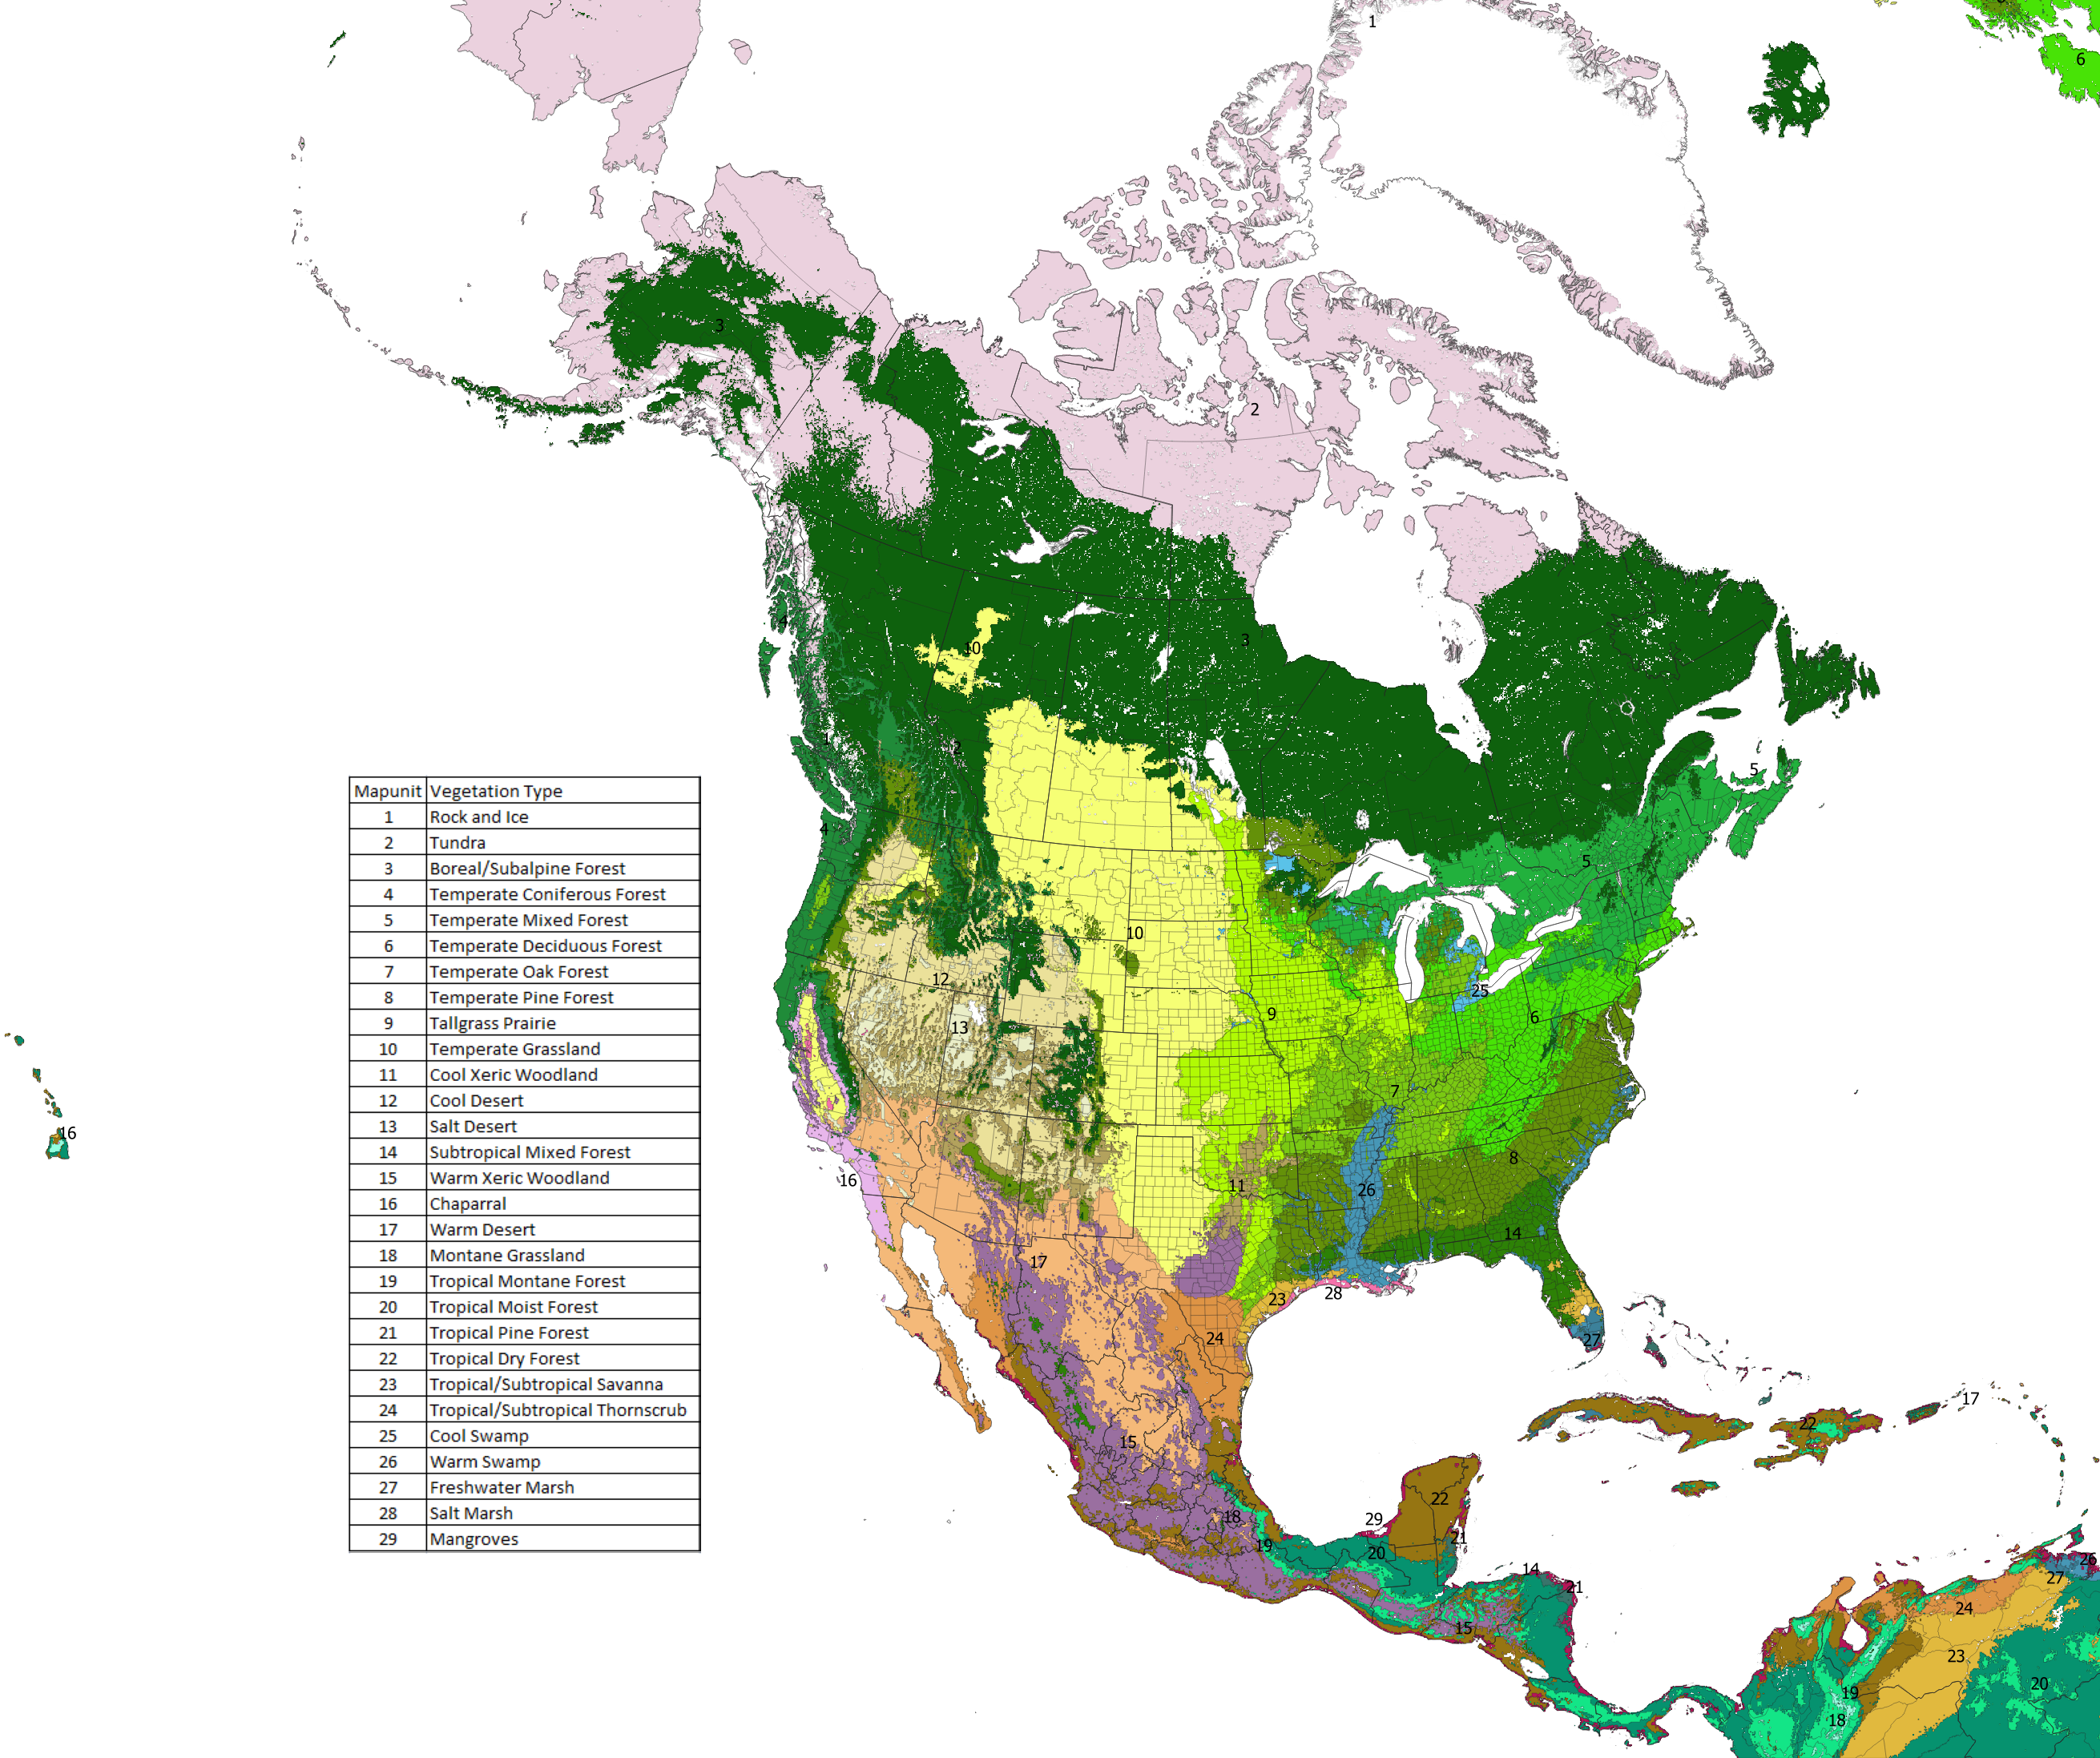 1
6
3
2
3
4
10
1
2
5
Mapunit Vegetation Type
1 Rock and Ice
2 Tundra
3 Boreal/Subalpine Forest
4 Temperate Coniferous Forest
5 Temperate Mixed Forest
6 Temperate Deciduous Forest
7 Temperate Oak Forest
8 Temperate Pine Forest
9 Tallgrass Prairie
10 Temperate Grassland
11 Cool Xeric Woodland
12 Cool Desert
13 Salt Desert
14 Subtropical Mixed Forest
15 Warm Xeric Woodland
16 Chaparral
17 Warm Desert
18 Montane Grassland
19 Tropical Montane Forest
20 Tropical Moist Forest
21 Tropical Pine Forest
22 Tropical Dry Forest
23 Tropical/Subtropical Savanna
24 Tropical/Subtropical Thornscrub
25 Cool Swamp
26 Warm Swamp
27 Freshwater Marsh
28 Salt Marsh
29 Mangroves
4
5
10
12
25
9
6
13
7
16
8
16
11
26
14
17
23
28
24
27
17
22
15
22
18
29
21
19
20
14
26
27
21
24
15
23
20
19
18